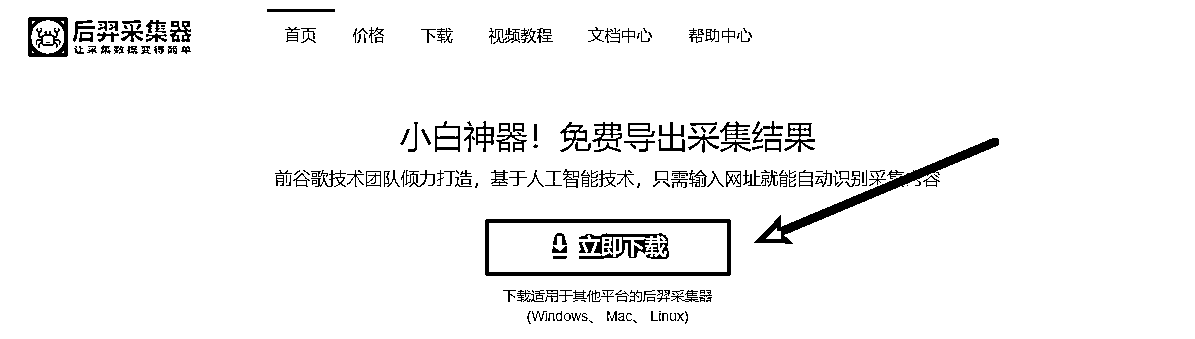 后羿采集器
让采集数据变得简单
首页 价格 下载 视频教程 文档中心 帮助中心
小白神器！免费导出采集结果
前谷歌技术团队倾力打造，基于人工智能技术，只需输入网址就能自动识别采集内容
立即下载
下载适用于其他平台的后羿采集器
(Windows、 Mac、 Linux)